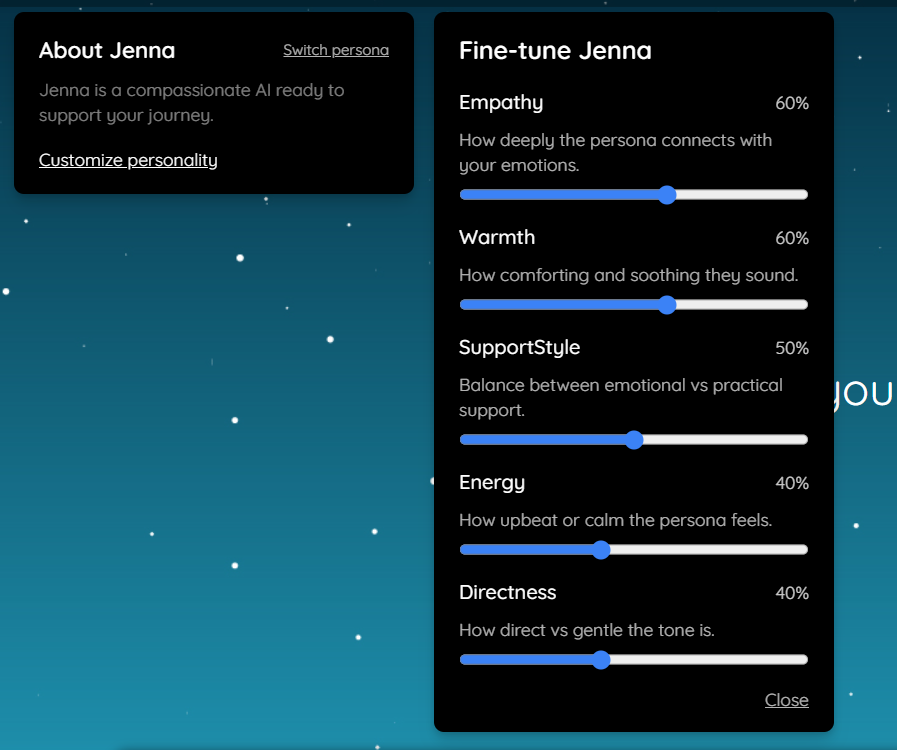 About Jenna
Switch persona
Jenna is a compassionate AI ready to
support your journey.
Customize personality
Fine-tune Jenna
Empathy
60%
How deeply the persona connects with
your emotions.
Warmth
60%
How comforting and soothing they sound.
SupportStyle
50%
Balance between emotional vs practical
support.
Energy
40%
How upbeat or calm the persona feels.
Directness
40%
How direct vs gentle the tone is.
Close
you